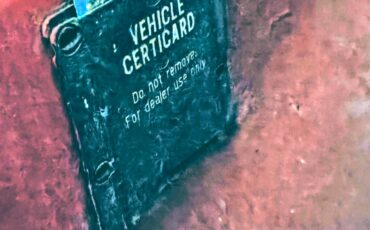 VEHICLE
CERTICARD
Do not remove.
For dealer use only